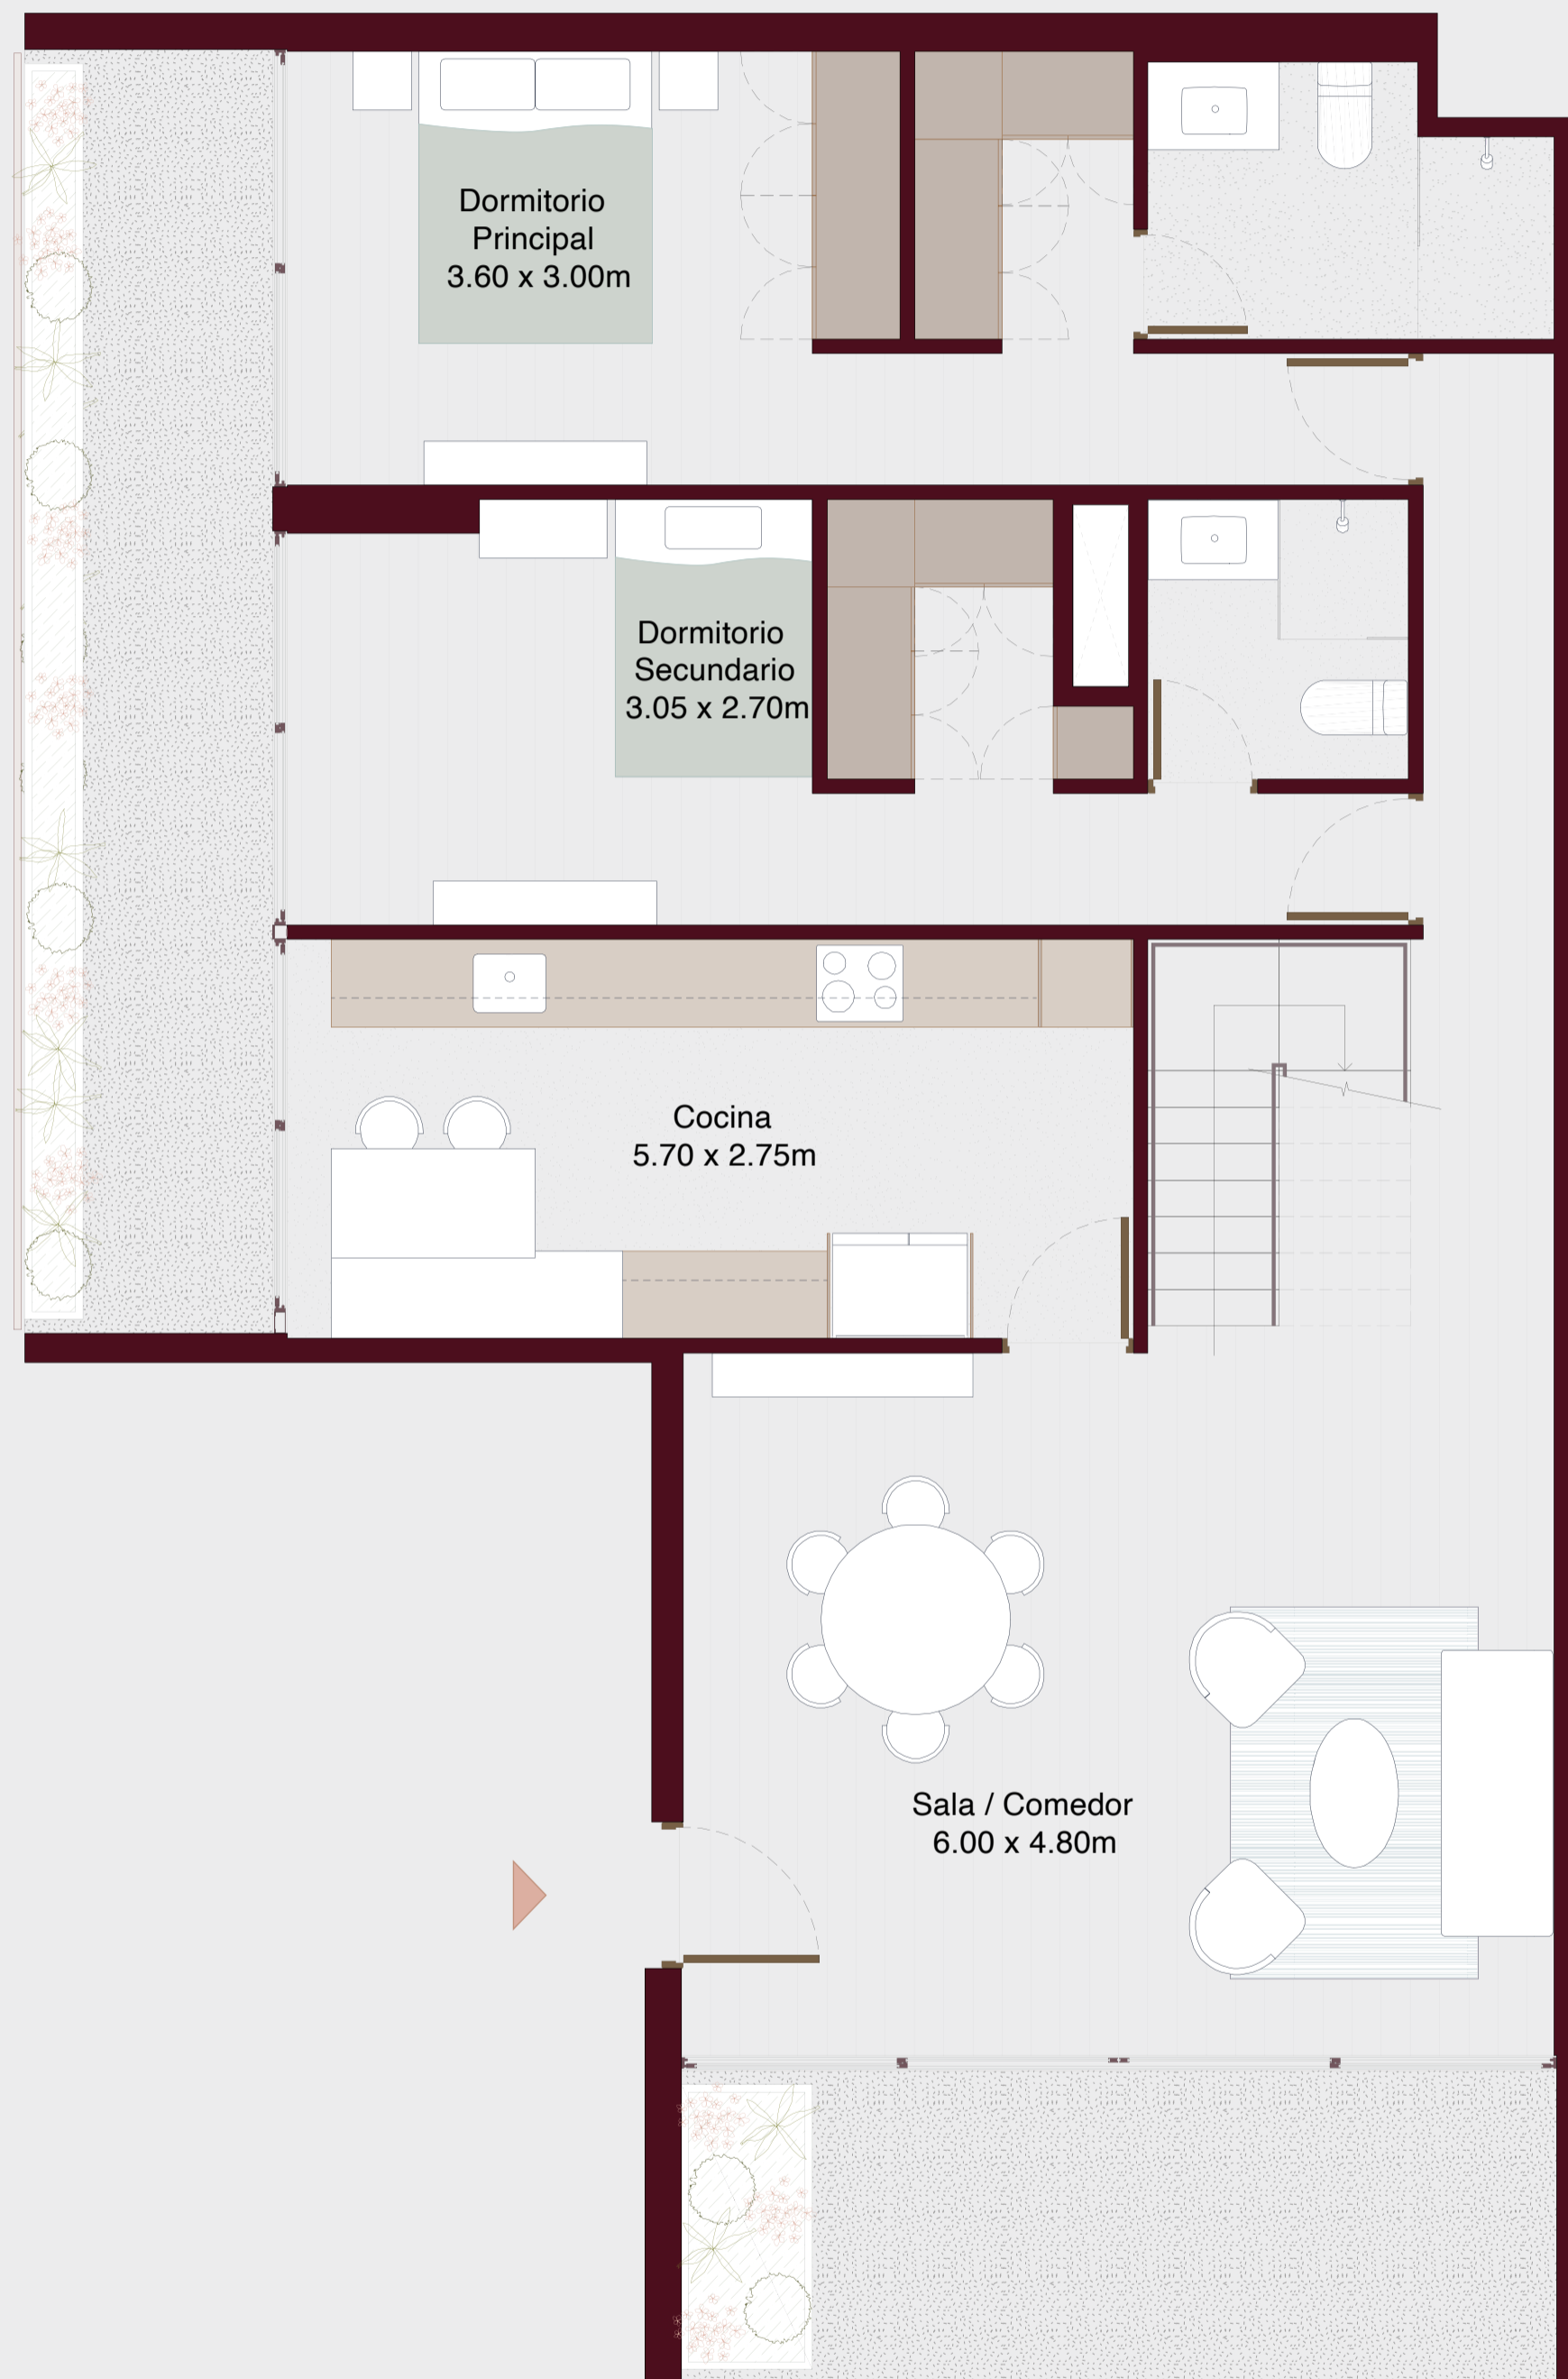 Dormitorio
Principal
3.60 x 3.00m
Dormitorio
Secundario
3.05 x 2.70m
Cocina
5.70 x 2.75m
Sala / Comedor
6.00 x 4.80m